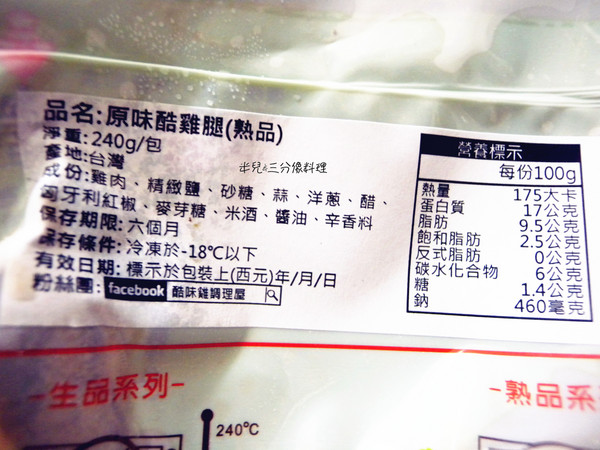 品名:原味酷雞腿(熟品)
淨重:240g/包
產地:台灣
成份:雞肉、精緻鹽、砂糖、蒜、洋蔥、醋、
匈牙利紅椒、麥芽糖、米酒、醬油、辛香料
保存期限:六個月
保存條件:冷凍於-18℃以下
有效日期:標示於包裝上(西元)年/月/日
粉絲團:facebook 酷味雞調理屋
半兒の三分像料理
營養標示
每份100g
熱量 175大卡
蛋白質 17公克
脂肪 9.5公克
飽和脂肪 2.5公克
反式脂肪 0公克
碳水化合物 6公克
糖 1.4公克
鈉 460毫克
-生品系列-
-熟品系
240℃